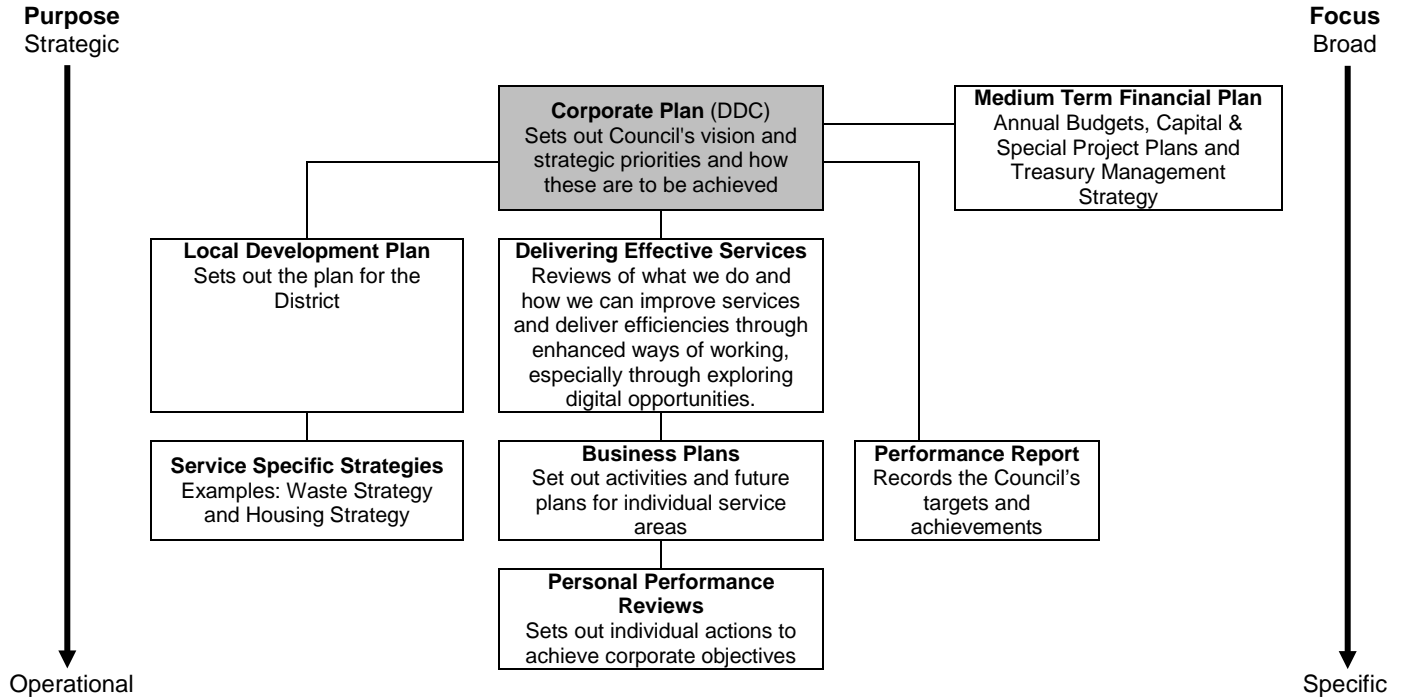 Purpose
Strategic
Focus
Broad
Corporate Plan (DDC)
Sets out Council's vision and
strategic priorities and how
these are to be achieved
Medium Term Financial Plan
Annual Budgets, Capital &
Special Project Plans and
Treasury Management
Strategy
Local Development Plan
Sets out the plan for the
District
Delivering Effective Services
Reviews of what we do and
how we can improve services
and deliver efficiencies through
enhanced ways of working,
especially through exploring
digital opportunities.
Service Specific Strategies
Examples: Waste Strategy
and Housing Strategy
Business Plans
Set out activities and future
plans for individual service
areas
Performance Report
Records the Council’s
targets and
achievements
Personal Performance
Reviews
Sets out individual actions to
achieve corporate objectives
Operational
Specific